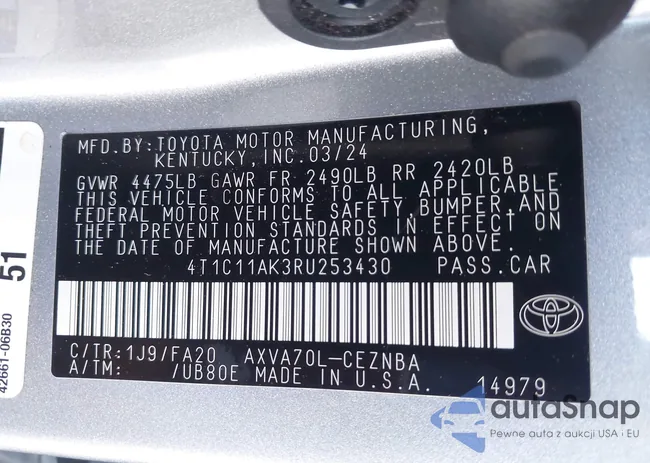 MFD.BY:TOYOTA MOTOR MANUFACTURING,
KENTUCKY, INC.03/24
GVWR 4475LB GAWR FR 2490LB RR 2420LB
THIS VEHICLE CONFORMS TO ALL APPLICABLE
FEDERAL MOTOR VEHICLE SAFETY,BUMPER,AND
THEFT PREVENTION STANDARDS IN EFFECT ON
THE DATE OF MANUFACTURE SHOWN ABOVE.
4T1C11AK3RU253430 PASS.CAR
C/TR:1J9/FA20 AXVA70L-CEZNBA
A/TM: /UB80E MADE IN U.S.A. 14979
51
42661-06B30
autaSnap
Pewne auta z aukcji USA i EU